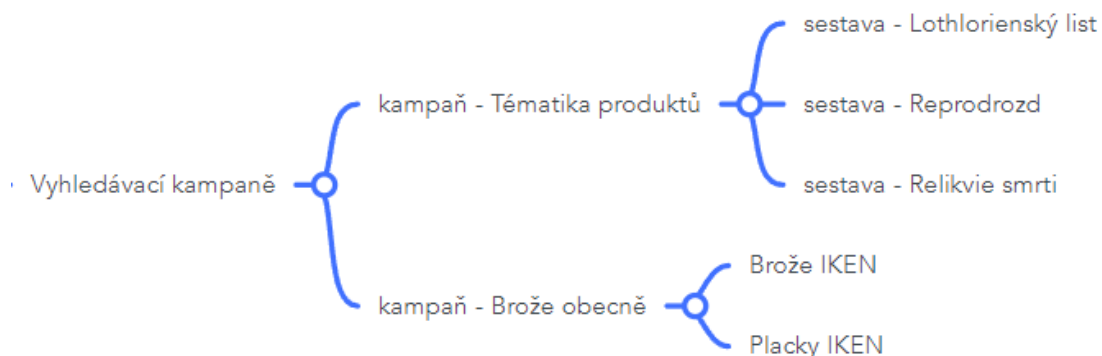 sestava - Lothlorienský list
kampaň - Tématika produktů
sestava - Reprodrozd
Vyhledávací kampaně
sestava - Relikvie smrti
Brože IKEN
kampaň - Brože obecně
Placky IKEN